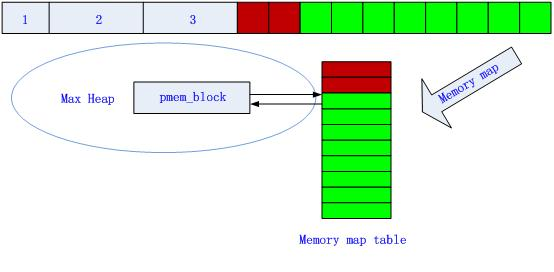 1 2 3
Max Heap
pmem_block
Memory map
Memory map table